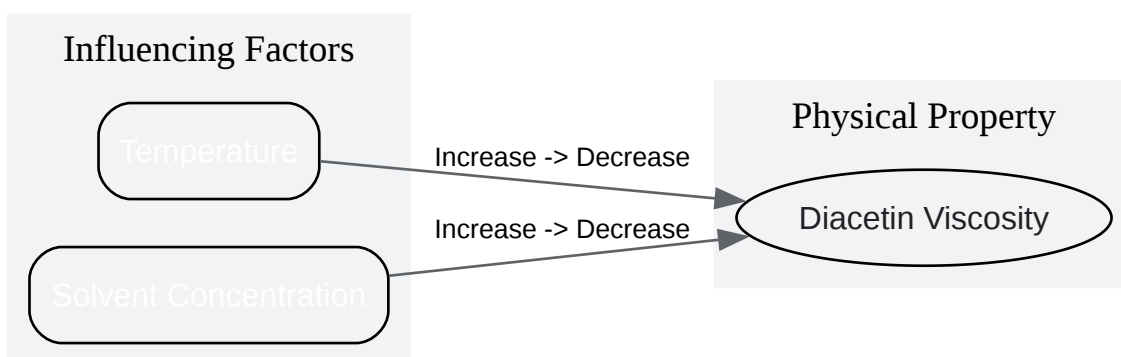 Influencing Factors
Temperature
Solvent Concentration
Increase -> Decrease
Increase -> Decrease
Physical Property
Diacetin Viscosity